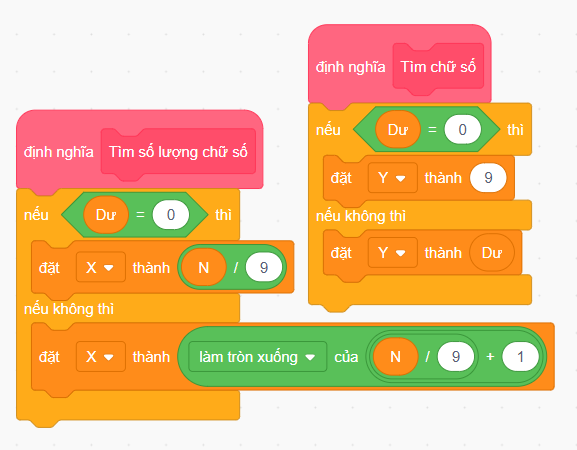 định nghĩa Tìm số lượng chữ số
nếu Dư = 0 thì
đặt X thành N / 9
nếu không thì
đặt X thành làm tròn xuống của N / 9 + 1
định nghĩa Tìm chữ số
nếu Dư = 0 thì
đặt Y thành 9
nếu không thì
đặt Y thành Dư